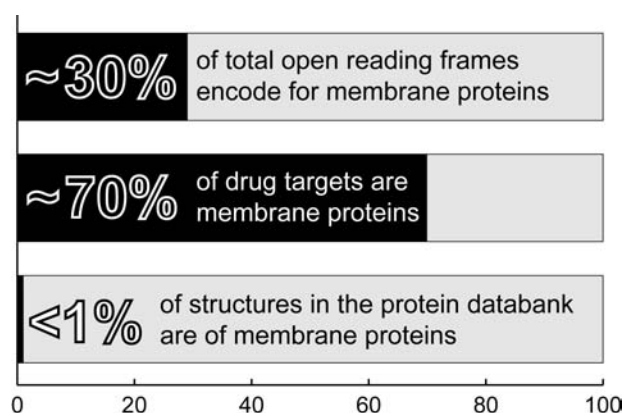 ≈30% of total open reading frames
encode for membrane proteins
≈70% of drug targets are
membrane proteins
<1% of structures in the protein databank
are of membrane proteins
0 20 40 60 80 100